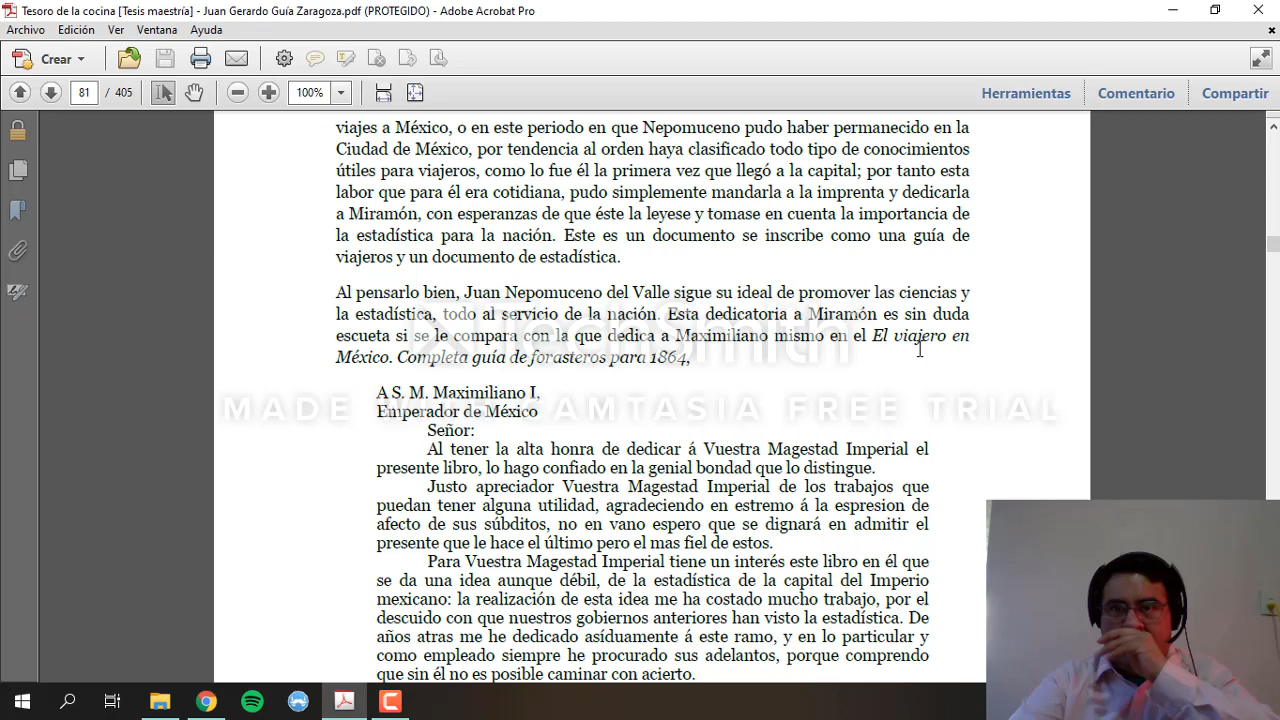 Tesoro de la cocina [Tesis maestría] - Juan Gerardo Guía Zaragoza.pdf (PROTEGIDO) - Adobe Acrobat Pro
Archivo Edición Ver Ventana Ayuda
Crear
81 / 405 100% Herramientas Comentario Compartir
viajes a México, o en este periodo en que Nepomuceno pudo haber permanecido en la
Ciudad de México, por tendencia al orden haya clasificado todo tipo de conocimientos
útiles para viajeros, como lo fue él la primera vez que llegó a la capital; por tanto esta
labor que para él era cotidiana, pudo simplemente mandarla a la imprenta y dedicarla
a Miramón, con esperanzas de que éste la leyese y tomase en cuenta la importancia de
la estadística para la nación. Este es un documento se inscribe como una guía de
viajeros y un documento de estadística.
Al pensarlo bien, Juan Nepomuceno del Valle sigue su ideal de promover las ciencias y
la estadística, todo al servicio de la nación. Esta dedicatoria a Miramón es sin duda
escueta si se le compara con la que dedica a Maximiliano mismo en el El viajero en
México. Completa guía de forasteros para 1864,
TechSmith
A S. M. Maximiliano I,
MADE WITH CAMTASIA FREE TRIAL
Emperador de México
Señor:
Al tener la alta honra de dedicar á Vuestra Magestad Imperial el
presente libro, lo hago confiado en la genial bondad que lo distingue.
Justo apreciador Vuestra Magestad Imperial de los trabajos que
puedan tener alguna utilidad, agradeciendo en estremo á la espresion de
afecto de sus súbditos, no en vano espero que se dignará en admitir el
presente que le hace el último pero el mas fiel de estos.
Para Vuestra Magestad Imperial tiene un interés este libro en él que
se da una idea aunque débil, de la estadística de la capital del Imperio
mexicano: la realización de esta idea me ha costado mucho trabajo, por el
descuido con que nuestros gobiernos anteriores han visto la estadística. De
años atras me he dedicado asíduamente á este ramo, y en lo particular y
como empleado siempre he procurado sus adelantos, porque comprendo
que sin él no es posible caminar con acierto.